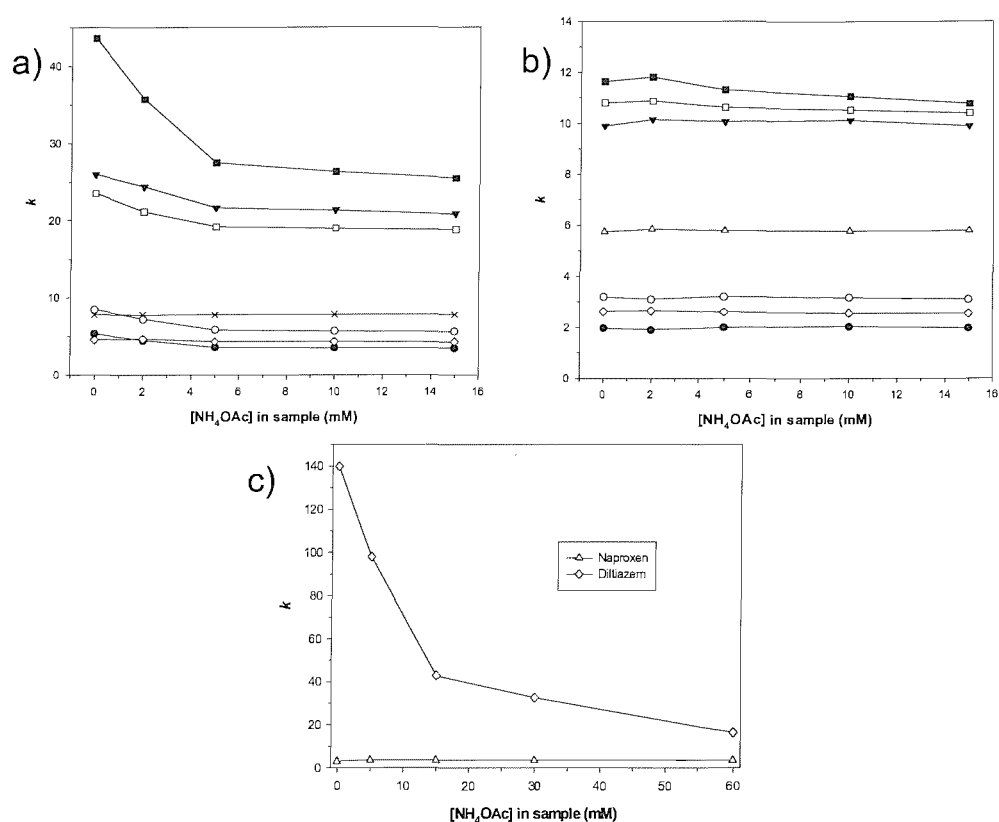 a)
40
30
20
10
0
k
0 2 4 6 8 10 12 14 16
[NH₄OAc] in sample (mM)
b)
14
12
10
8
6
4
2
0
k
0 2 4 6 8 10 12 14 16
[NH₄OAc] in sample (mM)
c)
140
120
100
80
60
40
20
0
k
Naproxen
Diltiazem
0 10 20 30 40 50 60
[NH₄OAc] in sample (mM)